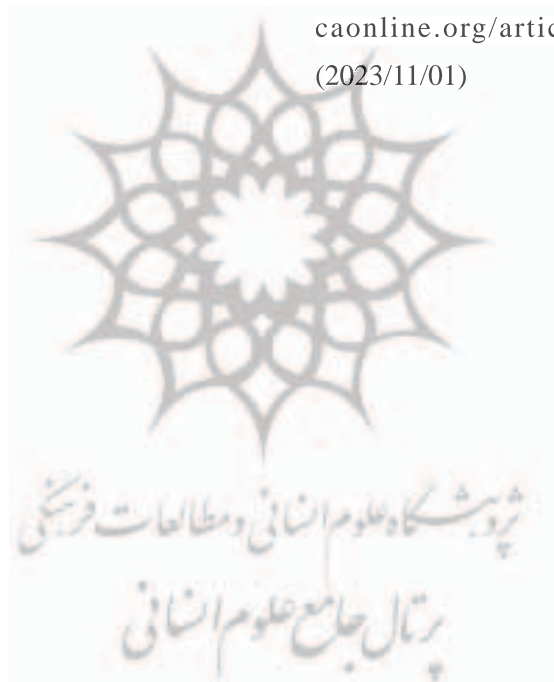 caonline.org/artic
(2023/11/01)
پژوهشگاه علوم انسانی و مطالعات فرهنگی
پرتال جامع علوم انسانی